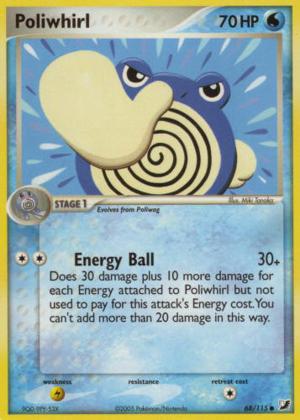 Poliwhirl 70 HP
Illus. Miki Tanaka
STAGE 1
Evolves from Poliwag
Energy Ball 30+
Does 30 damage plus 10 more damage for
each Energy attached to Poliwhirl but not
used to pay for this attack's Energy cost. You
can't add more than 20 damage in this way.
weakness resistance retreat cost
©2005 Pokémon/Nintendo 68/115